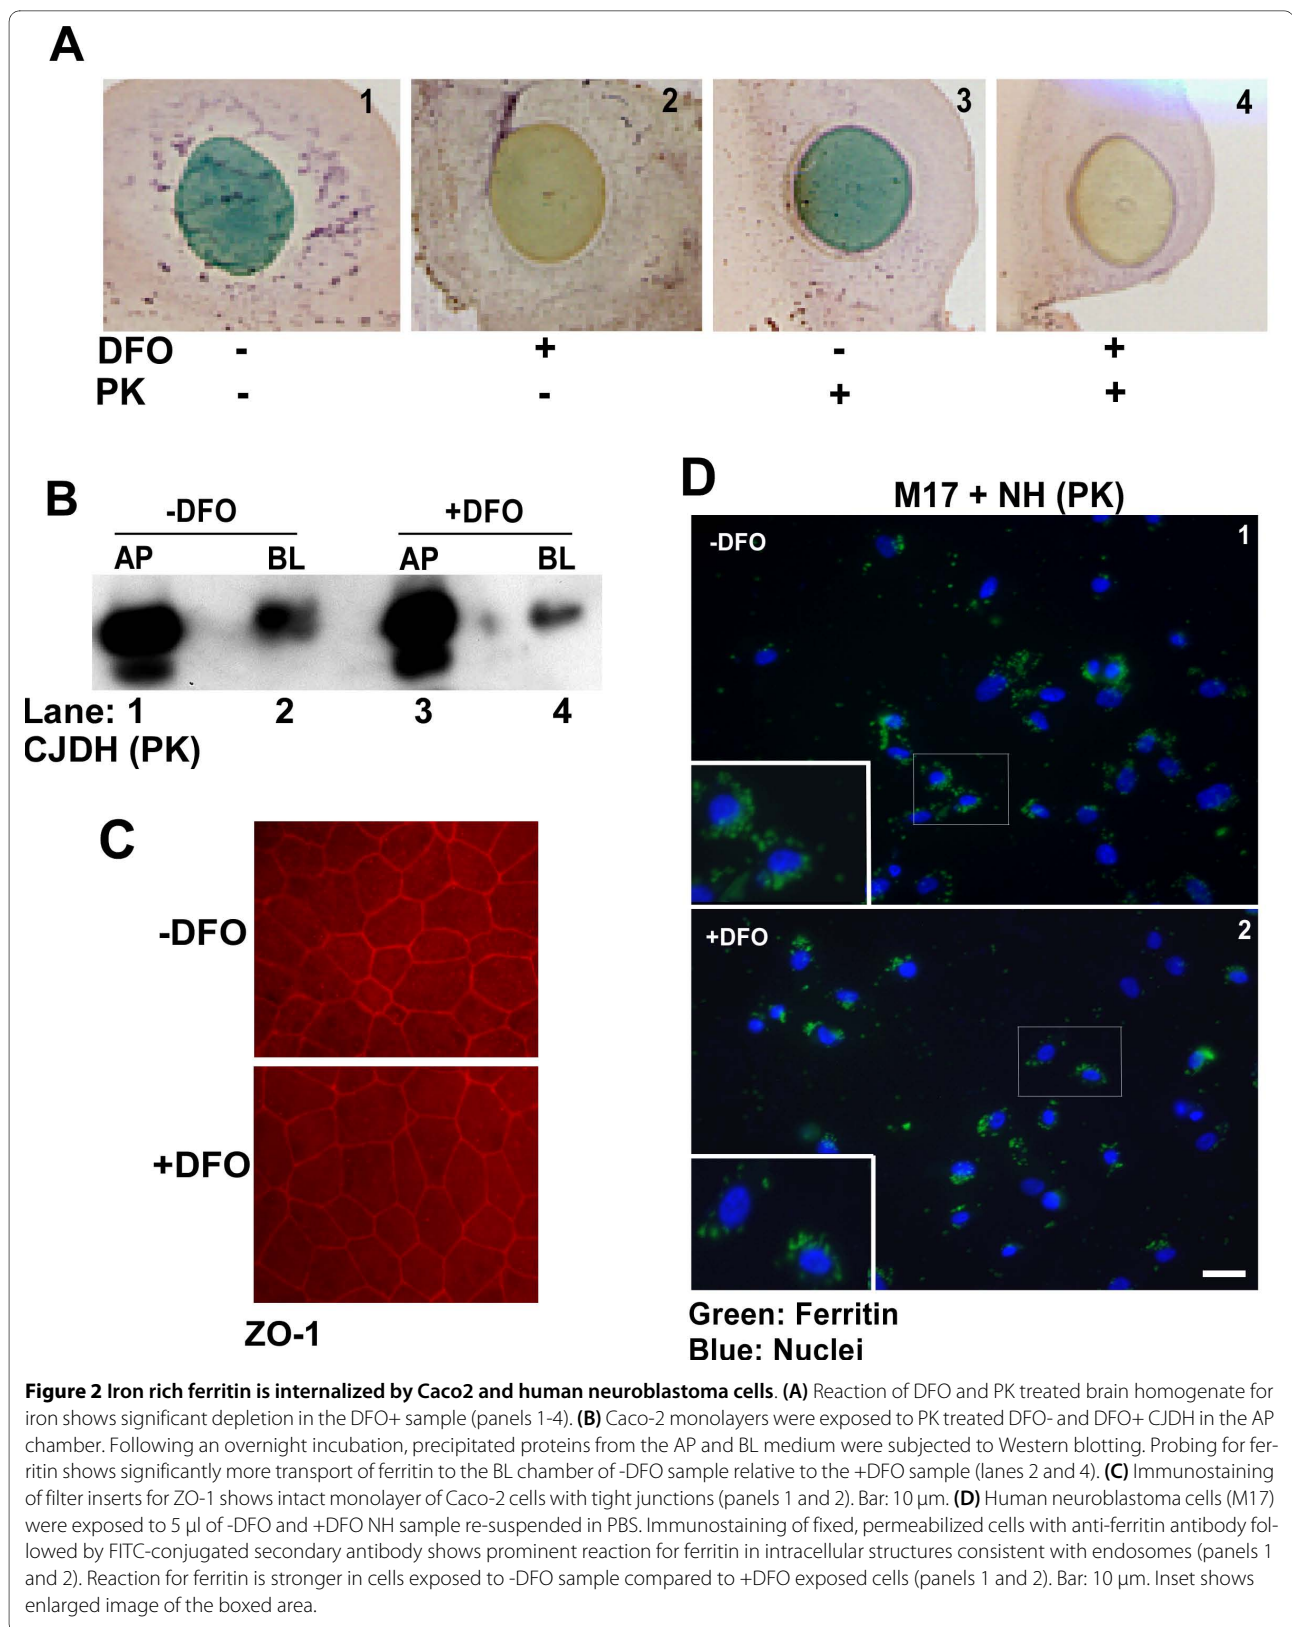 A
1 2 3 4
DFO - + - +
PK - - + +
B
-DFO +DFO
AP BL AP BL
Lane: 1 2 3 4
CJDH (PK)
C
-DFO
+DFO
ZO-1
D
M17 + NH (PK)
-DFO 1
+DFO 2
Green: Ferritin
Blue: Nuclei
Figure 2 Iron rich ferritin is internalized by Caco2 and human neuroblastoma cells. (A) Reaction of DFO and PK treated brain homogenate for
iron shows significant depletion in the DFO+ sample (panels 1-4). (B) Caco-2 monolayers were exposed to PK treated DFO- and DFO+ CJDH in the AP
chamber. Following an overnight incubation, precipitated proteins from the AP and BL medium were subjected to Western blotting. Probing for fer-
ritin shows significantly more transport of ferritin to the BL chamber of -DFO sample relative to the +DFO sample (lanes 2 and 4). (C) Immunostaining
of filter inserts for ZO-1 shows intact monolayer of Caco-2 cells with tight junctions (panels 1 and 2). Bar: 10 μm. (D) Human neuroblastoma cells (M17)
were exposed to 5 μl of -DFO and +DFO NH sample re-suspended in PBS. Immunostaining of fixed, permeabilized cells with anti-ferritin antibody fol-
lowed by FITC-conjugated secondary antibody shows prominent reaction for ferritin in intracellular structures consistent with endosomes (panels 1
and 2). Reaction for ferritin is stronger in cells exposed to -DFO sample compared to +DFO exposed cells (panels 1 and 2). Bar: 10 μm. Inset shows
enlarged image of the boxed area.